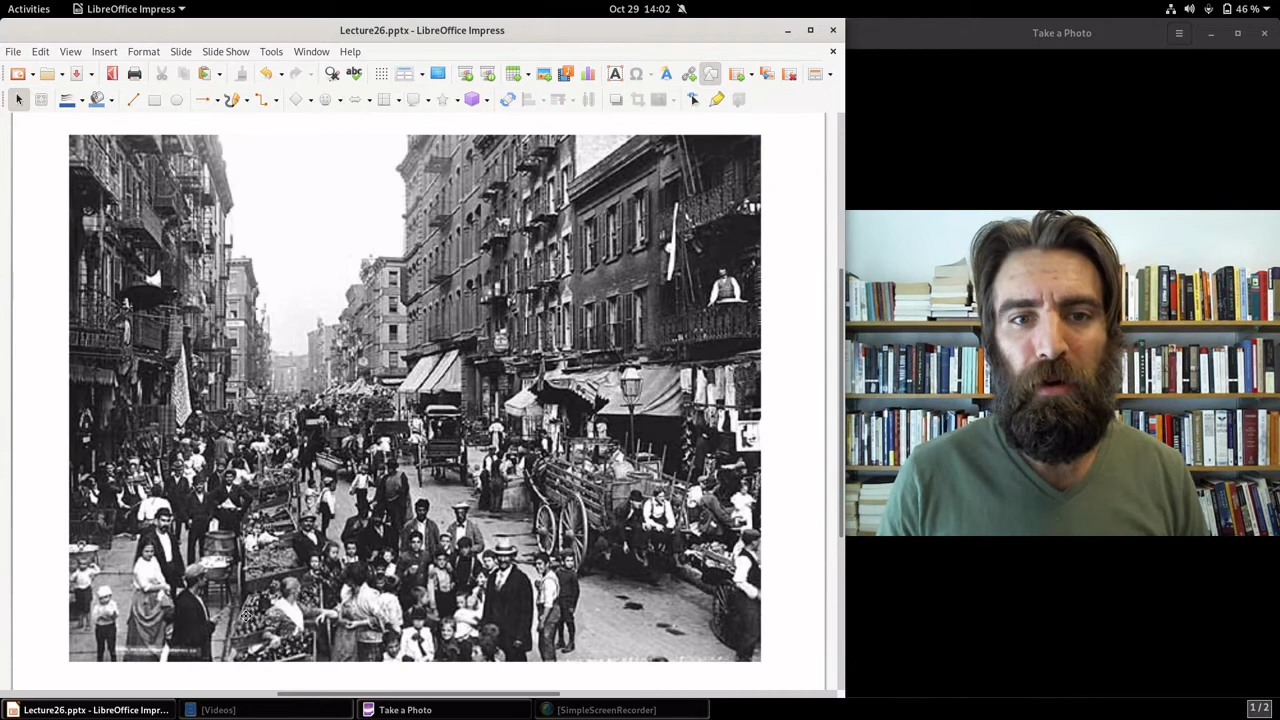 Activities LibreOffice Impress Oct 29 14:02 46 %
Lecture26.pptx - LibreOffice Impress
Take a Photo
File Edit View Insert Format Slide Slide Show Tools Window Help
Lecture26.pptx - LibreOffice Impr... [Videos] Take a Photo [SimpleScreenRecorder] 1 / 2